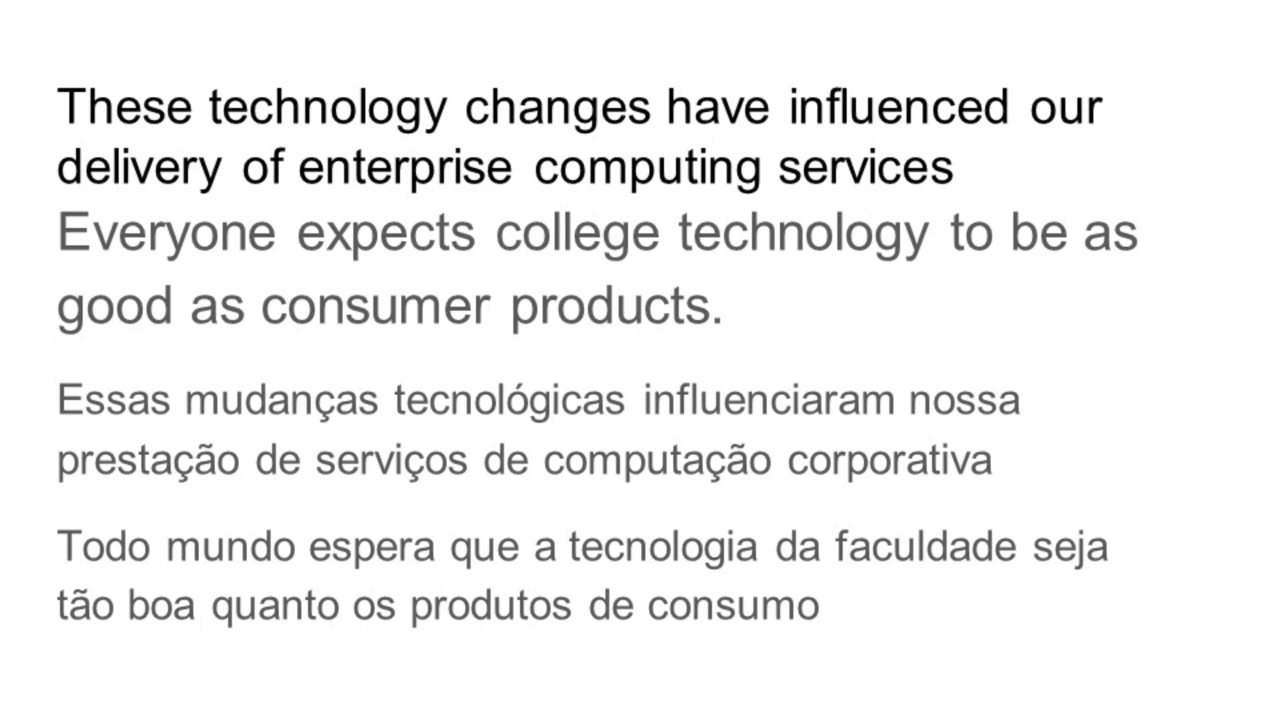 These technology changes have influenced our
delivery of enterprise computing services
Everyone expects college technology to be as
good as consumer products.
Essas mudanças tecnológicas influenciaram nossa
prestação de serviços de computação corporativa
Todo mundo espera que a tecnologia da faculdade seja
tão boa quanto os produtos de consumo